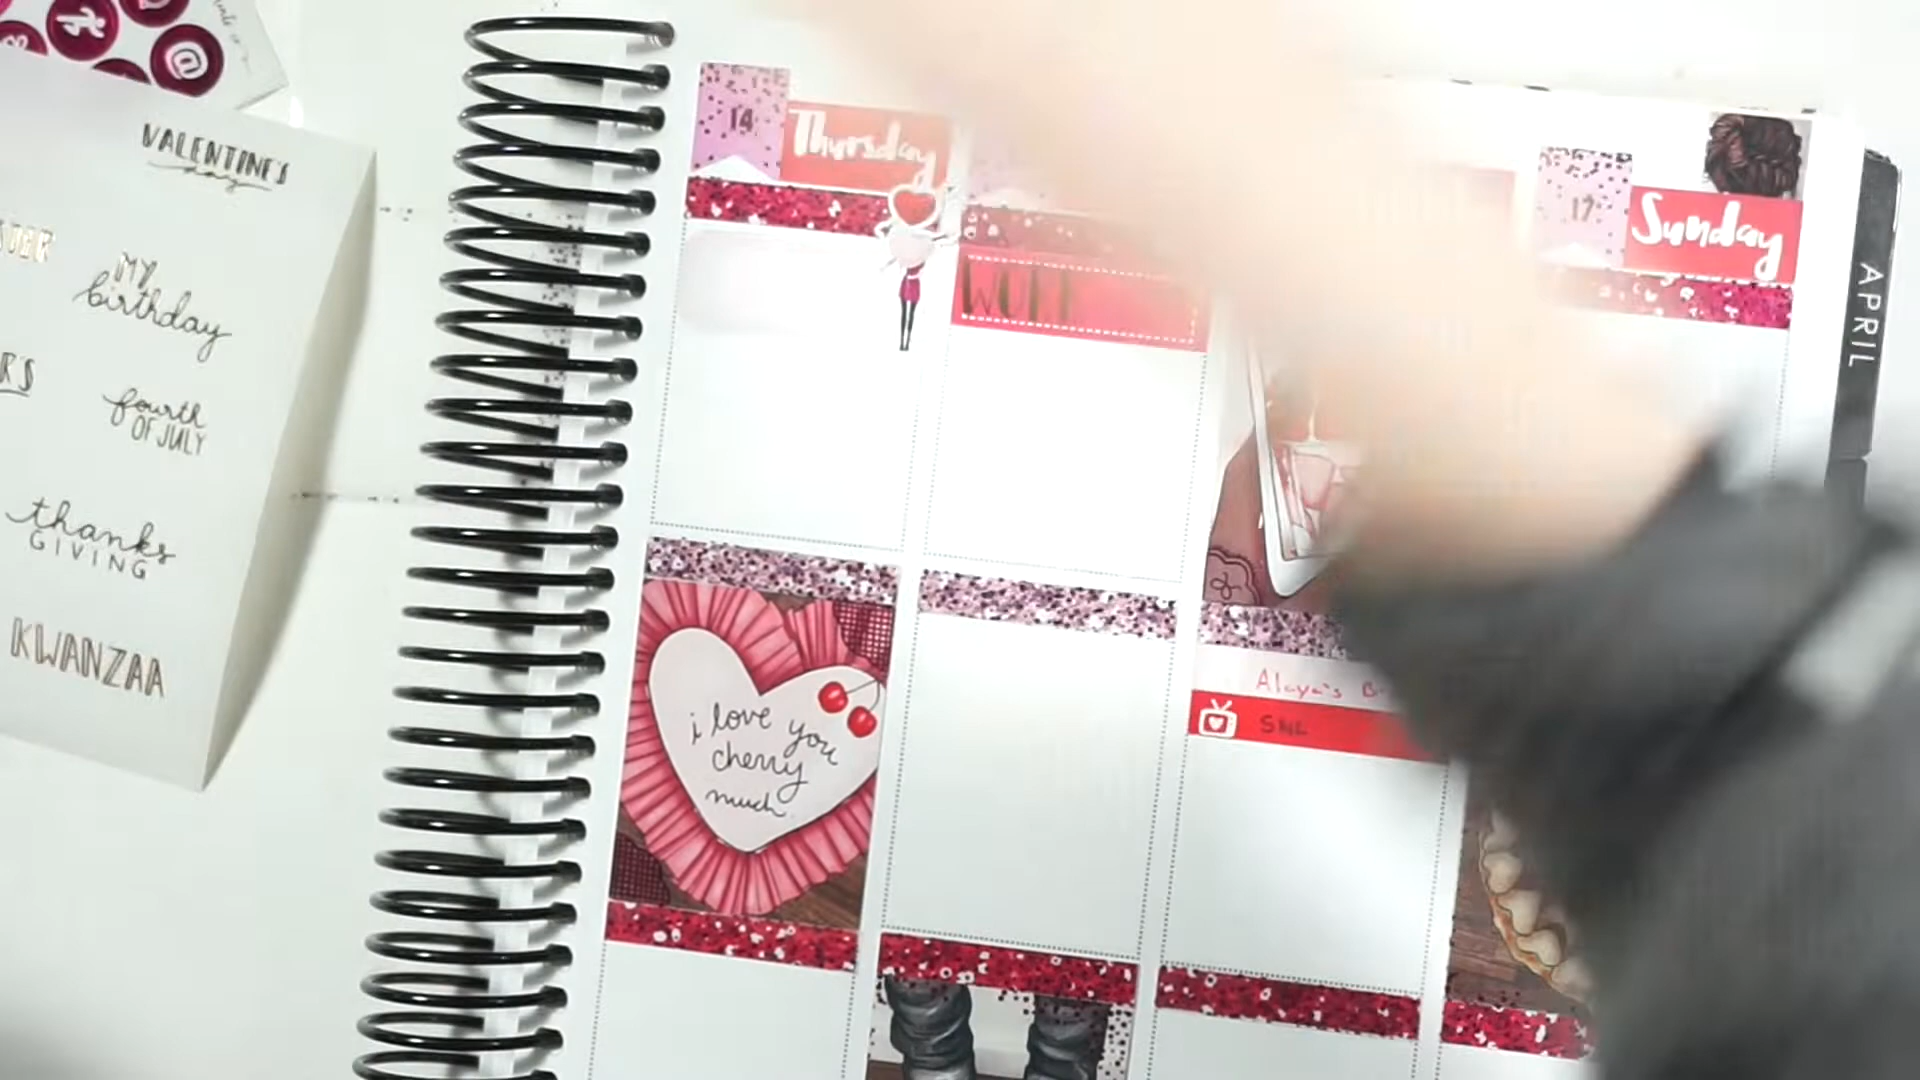 @
VALENTINE'S
day
MY
birthday
fourth
OF JULY
thanks
GIVING
KWANZAA
14
Thursday
17
Sunday
APRIL
i love you
cherry
much
Alaya's
SNL